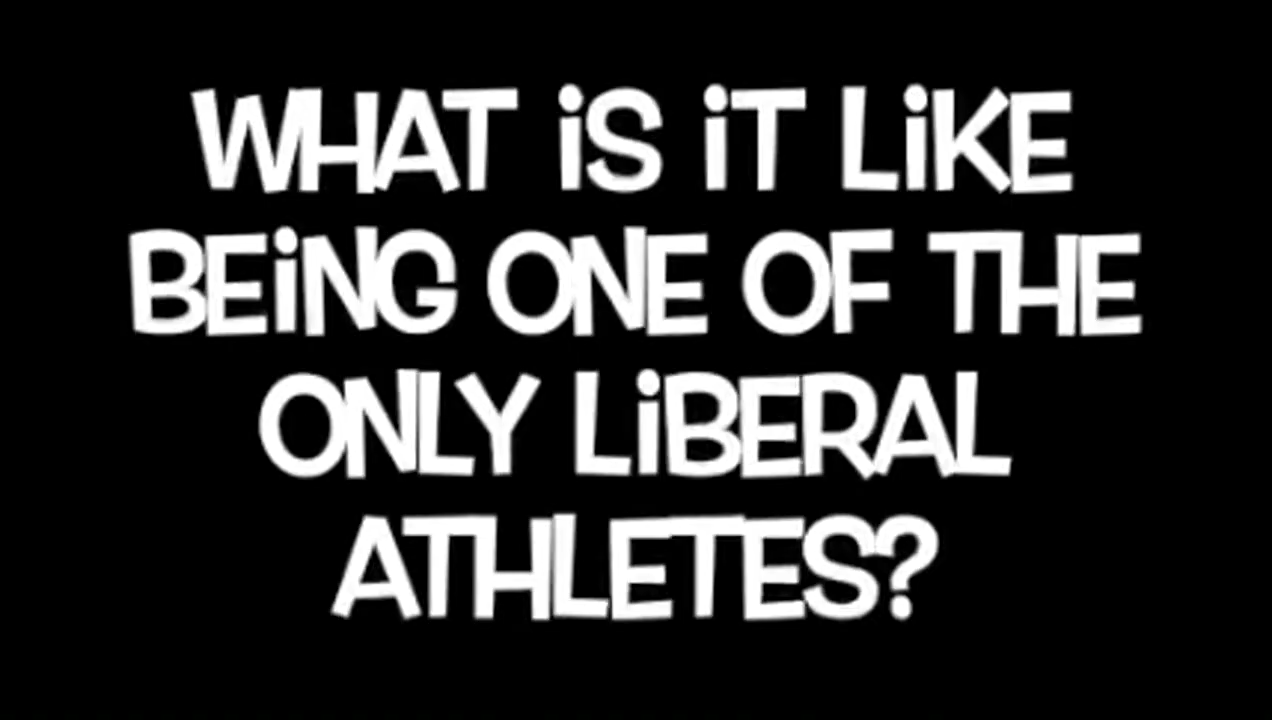 WHAT iS iT LiKE
BEiNG ONE OF THE
ONLY LiBERAL
ATHLETES?